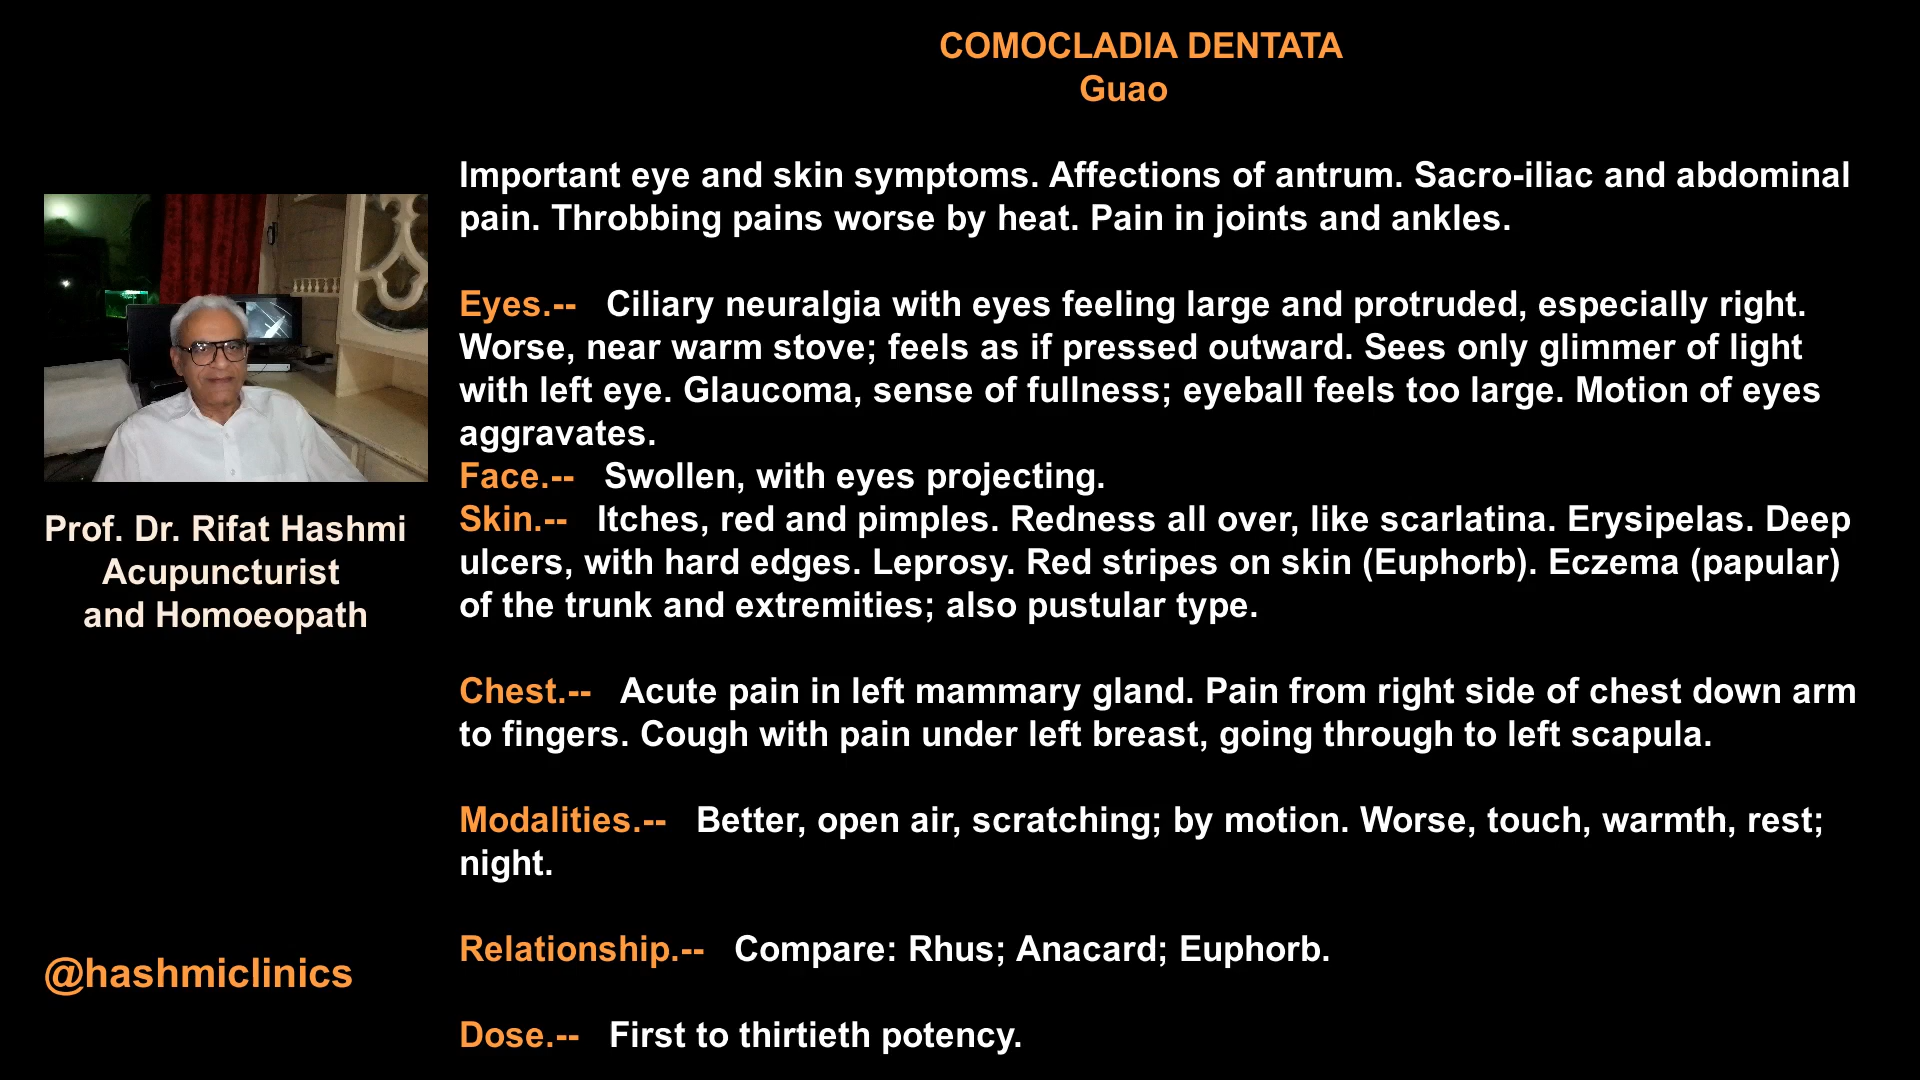 COMOCLADIA DENTATA
Guao
Important eye and skin symptoms. Affections of antrum. Sacro-iliac and abdominal
pain. Throbbing pains worse by heat. Pain in joints and ankles.
Eyes.-- Ciliary neuralgia with eyes feeling large and protruded, especially right.
Worse, near warm stove; feels as if pressed outward. Sees only glimmer of light
with left eye. Glaucoma, sense of fullness; eyeball feels too large. Motion of eyes
aggravates.
Face.-- Swollen, with eyes projecting.
Skin.-- Itches, red and pimples. Redness all over, like scarlatina. Erysipelas. Deep
ulcers, with hard edges. Leprosy. Red stripes on skin (Euphorb). Eczema (papular)
of the trunk and extremities; also pustular type.
Chest.-- Acute pain in left mammary gland. Pain from right side of chest down arm
to fingers. Cough with pain under left breast, going through to left scapula.
Modalities.-- Better, open air, scratching; by motion. Worse, touch, warmth, rest;
night.
Relationship.-- Compare: Rhus; Anacard; Euphorb.
Dose.-- First to thirtieth potency.
Prof. Dr. Rifat Hashmi
Acupuncturist
and Homoeopath
@hashmiclinics